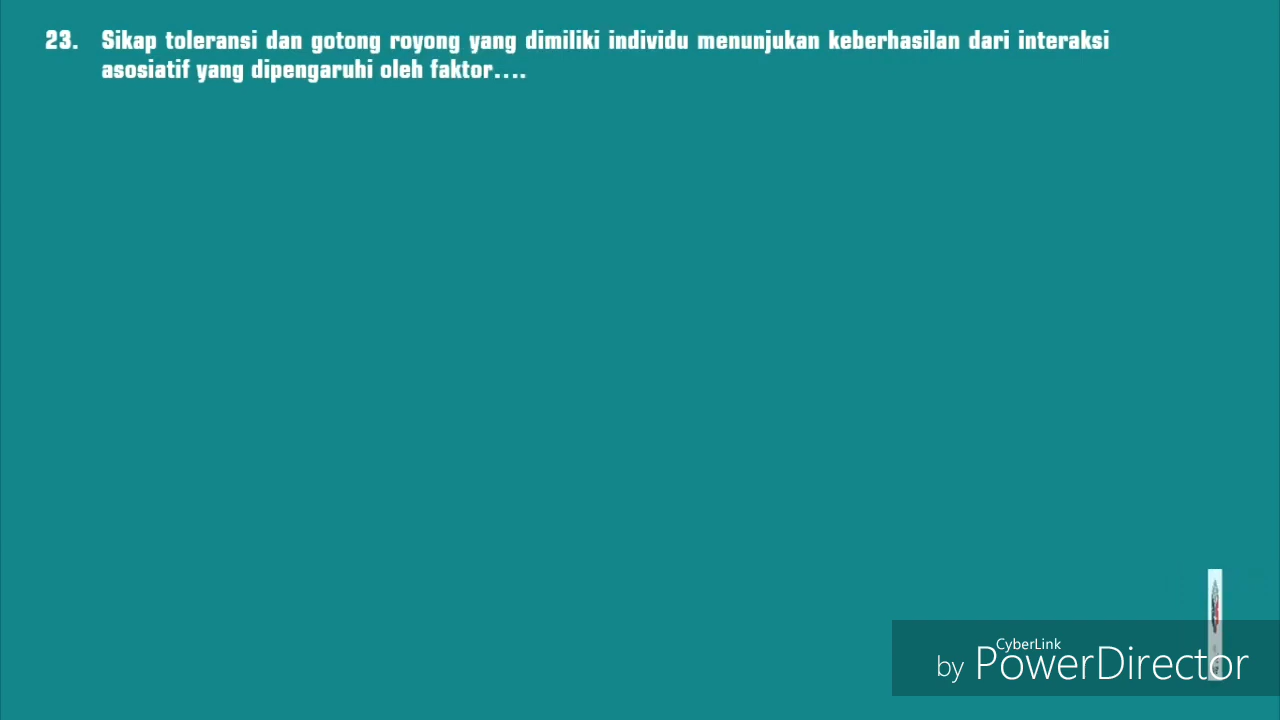 23. Sikap toleransi dan gotong royong yang dimiliki individu menunjukan keberhasilan dari interaksi
asosiatif yang dipengaruhi oleh faktor....
CyberLink
by PowerDirector